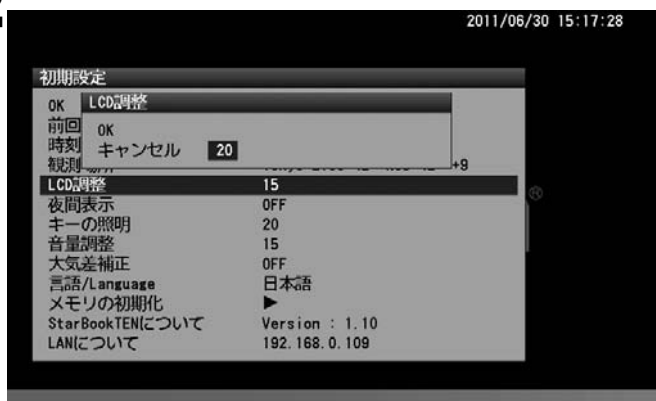 2011/06/30 15:17:28
初期設定
OK
LCD調整
前回
OK
時刻
キャンセル 20
観測 +9
LCD調整 15
夜間表示 OFF
キーの照明 20
音量調整 15
大気差補正 OFF
言語/Language 日本語
メモリの初期化 ▶
StarBookTENについて Version : 1.10
LANについて 192.168.0.109
®